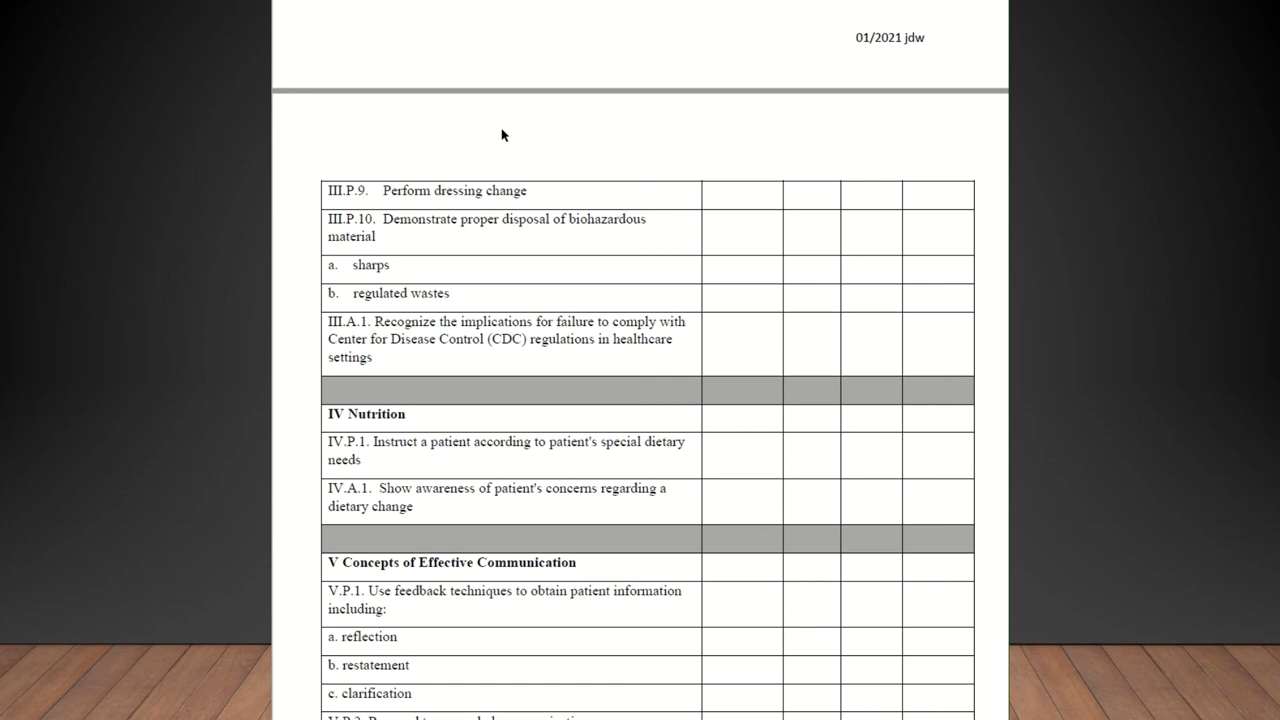 01/2021 jdw
III.P.9. Perform dressing change
III.P.10. Demonstrate proper disposal of biohazardous
material
a. sharps
b. regulated wastes
III.A.1. Recognize the implications for failure to comply with
Center for Disease Control (CDC) regulations in healthcare
settings
IV Nutrition
IV.P.1. Instruct a patient according to patient's special dietary
needs
IV.A.1. Show awareness of patient's concerns regarding a
dietary change
V Concepts of Effective Communication
V.P.1. Use feedback techniques to obtain patient information
including:
a. reflection
b. restatement
c. clarification